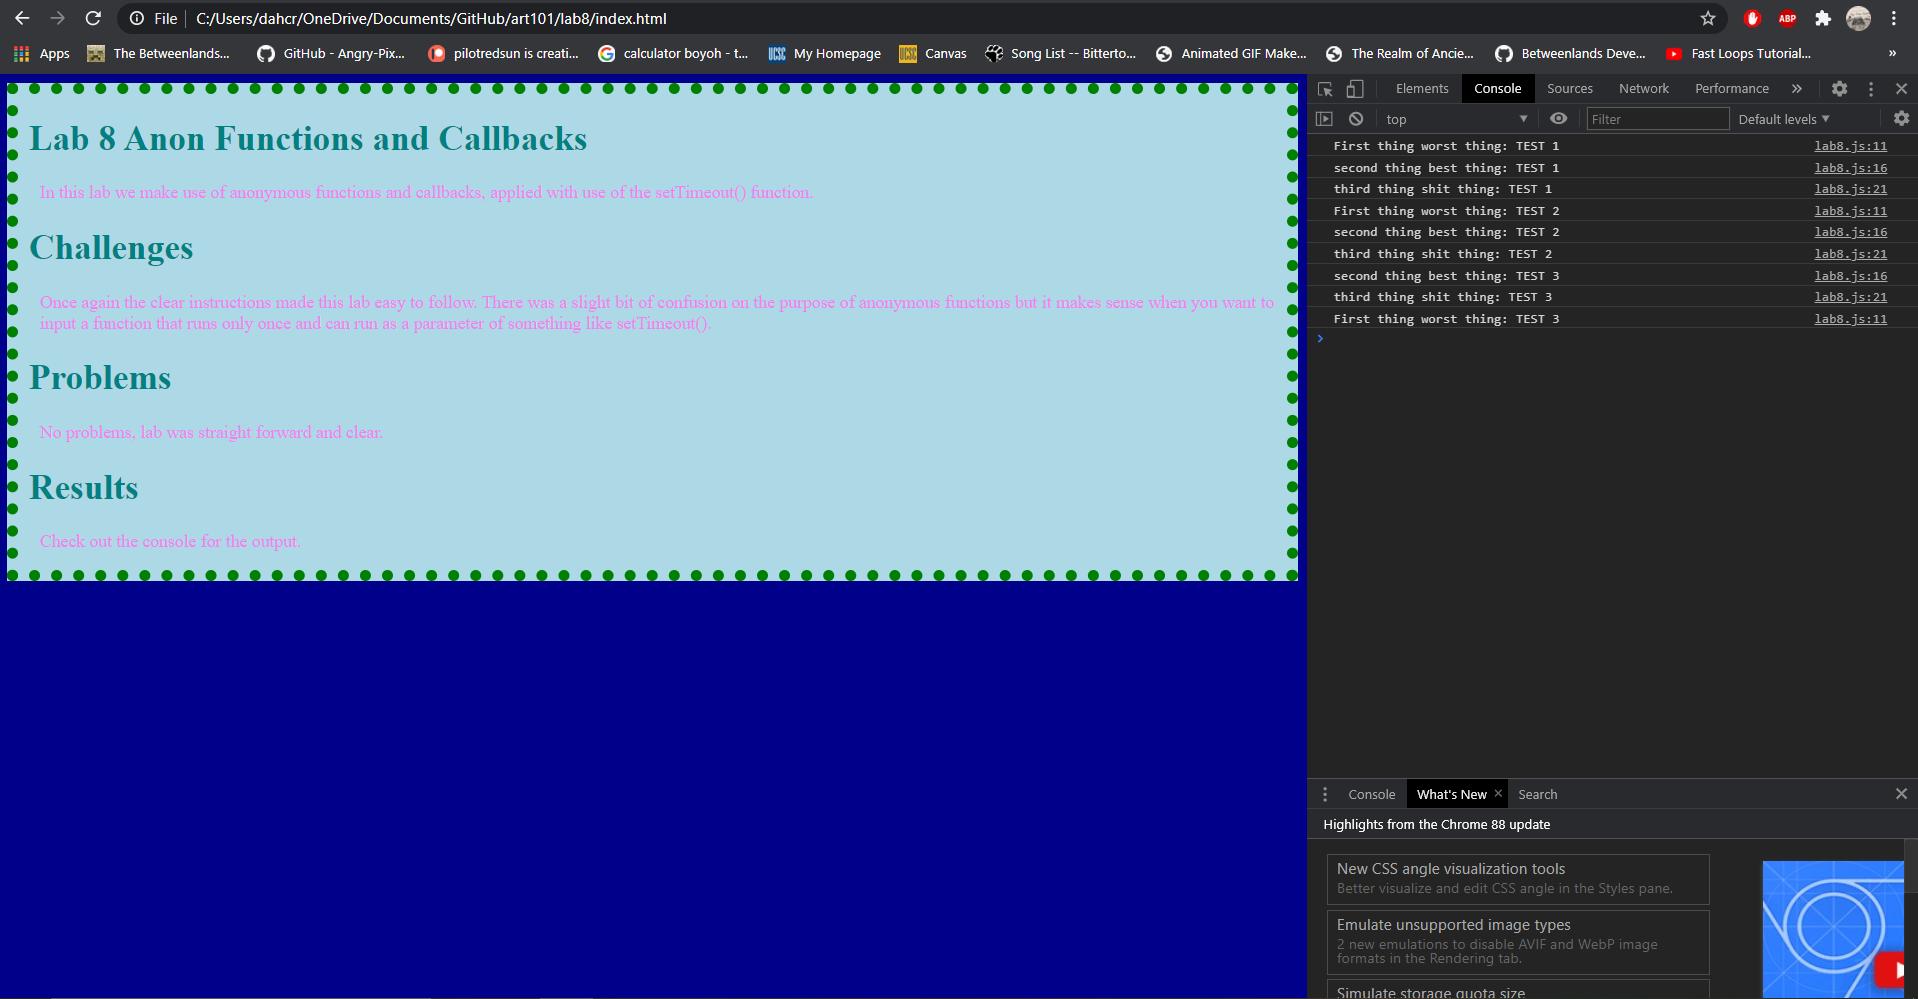 File
C:/Users/dahcr/OneDrive/Documents/GitHub/art101/lab8/index.html
ABP
Apps
The Betweenlands...
GitHub - Angry-Pix...
pilotredsun is creati...
calculator boyoh - t...
UCSC
My Homepage
UCSC
Canvas
Song List -- Bitterto...
Animated GIF Make...
The Realm of Ancie...
Betweenlands Deve...
Fast Loops Tutorial...
»
Lab 8 Anon Functions and Callbacks
In this lab we make use of anonymous functions and callbacks, applied with use of the setTimeout() function.
Challenges
Once again the clear instructions made this lab easy to follow. There was a slight bit of confusion on the purpose of anonymous functions but it makes sense when you want to
input a function that runs only once and can run as a parameter of something like setTimeout().
Problems
No problems, lab was straight forward and clear.
Results
Check out the console for the output.
Elements Console Sources Network Performance »
top Filter Default levels
First thing worst thing: TEST 1 lab8.js:11
second thing best thing: TEST 1 lab8.js:16
third thing shit thing: TEST 1 lab8.js:21
First thing worst thing: TEST 2 lab8.js:11
second thing best thing: TEST 2 lab8.js:16
third thing shit thing: TEST 2 lab8.js:21
second thing best thing: TEST 3 lab8.js:16
third thing shit thing: TEST 3 lab8.js:21
First thing worst thing: TEST 3 lab8.js:11
Console What's New Search
Highlights from the Chrome 88 update
New CSS angle visualization tools
Better visualize and edit CSS angle in the Styles pane.
Emulate unsupported image types
2 new emulations to disable AVIF and WebP image
formats in the Rendering tab.
Simulate storage quota size